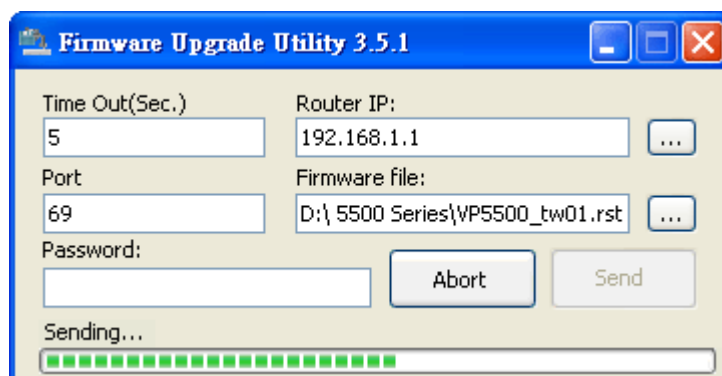 Firmware Upgrade Utility 3.5.1
Time Out(Sec.) Router IP:
5 192.168.1.1 ...
Port Firmware file:
69 D:\ 5500 Series\VP5500_tw01.rst ...
Password:
Abort Send
Sending...